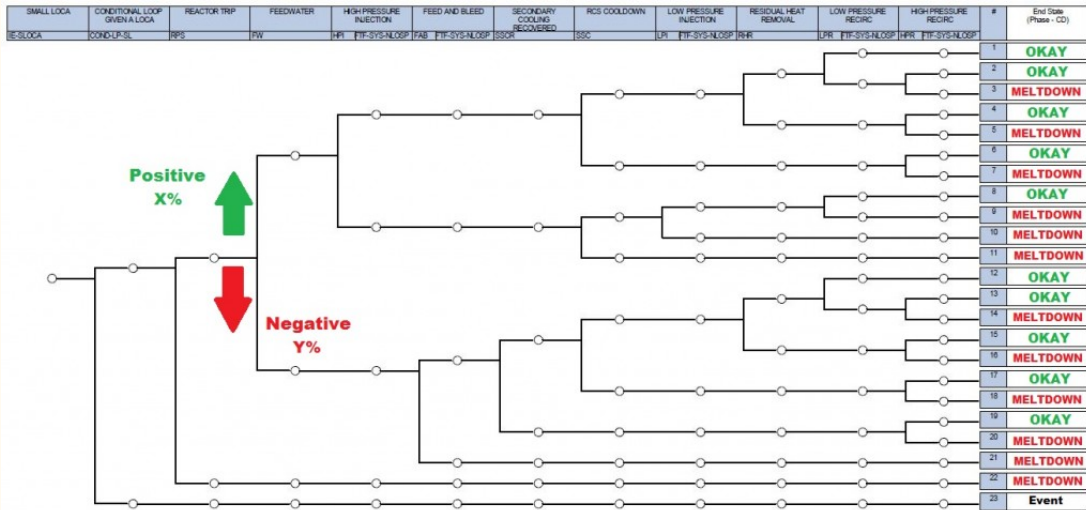 SMALL LOCA CONDITIONAL LOOP GIVEN A LOCA REACTOR TRIP FEEDWATER HIGH PRESSURE INJECTION FEED AND BLEED SECONDARY COOLING RECOVERED RCS COOLDOWN LOW PRESSURE INJECTION RESIDUAL HEAT REMOVAL LOW PRESSURE RECIRC HIGH PRESSURE RECIRC # End State (Phase - CD)
IE-SLOCA COND-LP-SL RPS FW HPI FTF-SYS-NLOSP FAB FTF-SYS-NLOSP SSCR SSC LPI FTF-SYS-NLOSP RHR LPR FTF-SYS-NLOSP HPR FTF-SYS-NLOSP
1 OKAY
2 OKAY
3 MELTDOWN
4 OKAY
5 MELTDOWN
6 OKAY
7 MELTDOWN
8 OKAY
9 MELTDOWN
10 MELTDOWN
11 MELTDOWN
12 OKAY
13 OKAY
14 MELTDOWN
15 OKAY
16 MELTDOWN
17 OKAY
18 MELTDOWN
19 OKAY
20 MELTDOWN
21 MELTDOWN
22 MELTDOWN
23 Event
Positive
X%
Negative
Y%